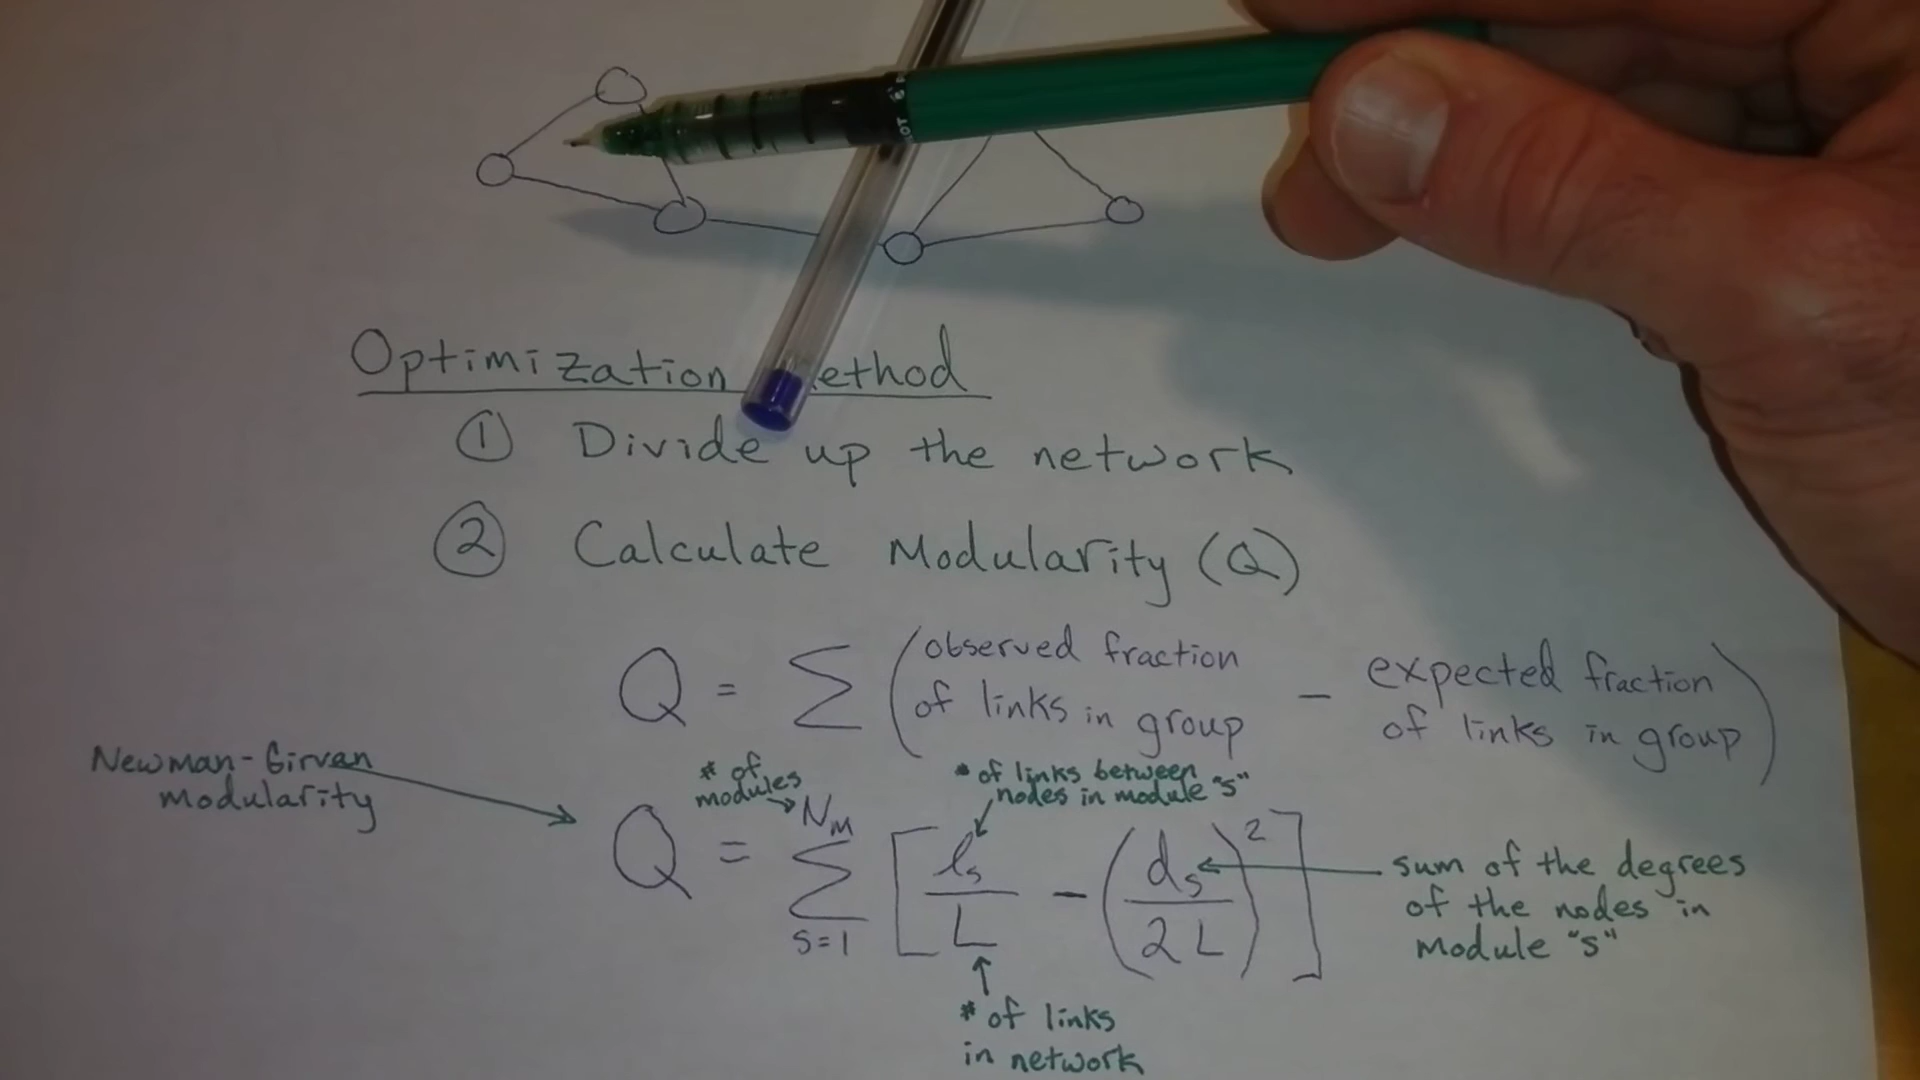 Optimization ethod
① Divide up the network
② Calculate Modularity (Q)
Q = Σ (observed fraction of links in group - expected fraction of links in group)
Newman-Girvan
Modularity
# of
modules
# of links between
nodes in module "s"
Q = Σ s=1 Nm [ ls / L - ( ds / 2L )² ]
sum of the degrees
of the nodes in
module "s"
# of links
in network